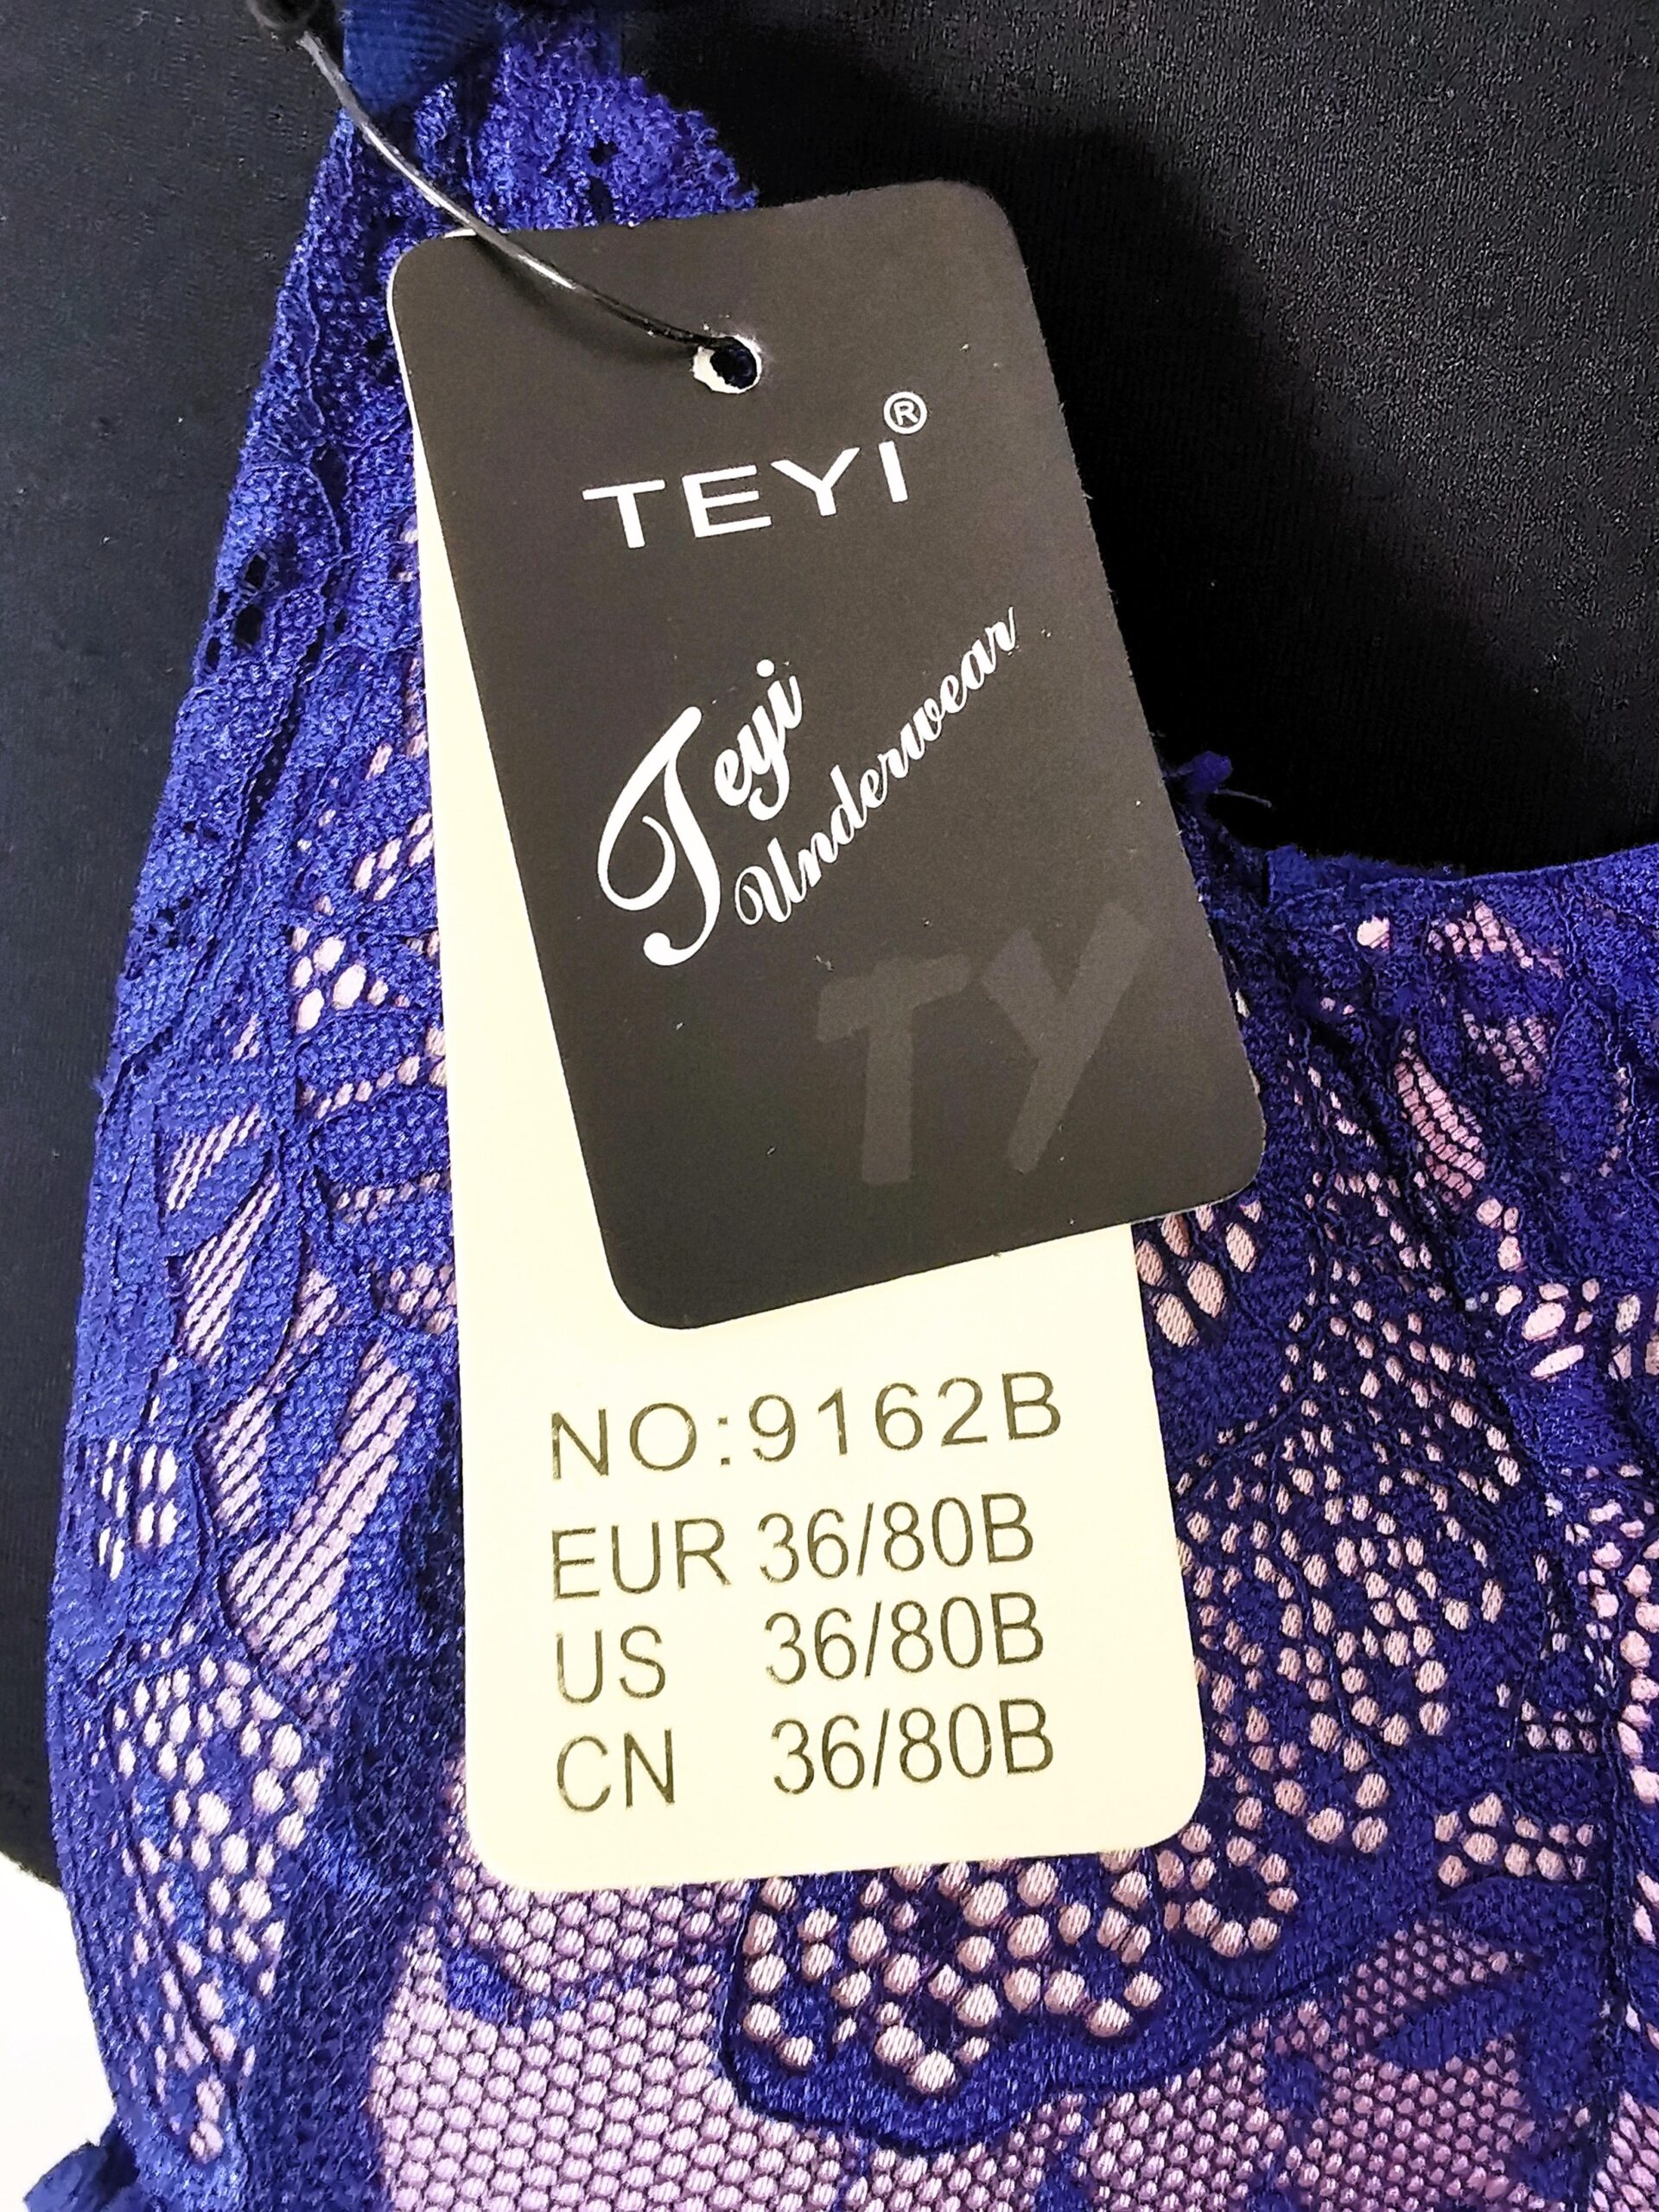 TEYI®
Teyi
Underwear
TY
NO:9162B
EUR 36/80B
US 36/80B
CN 36/80B